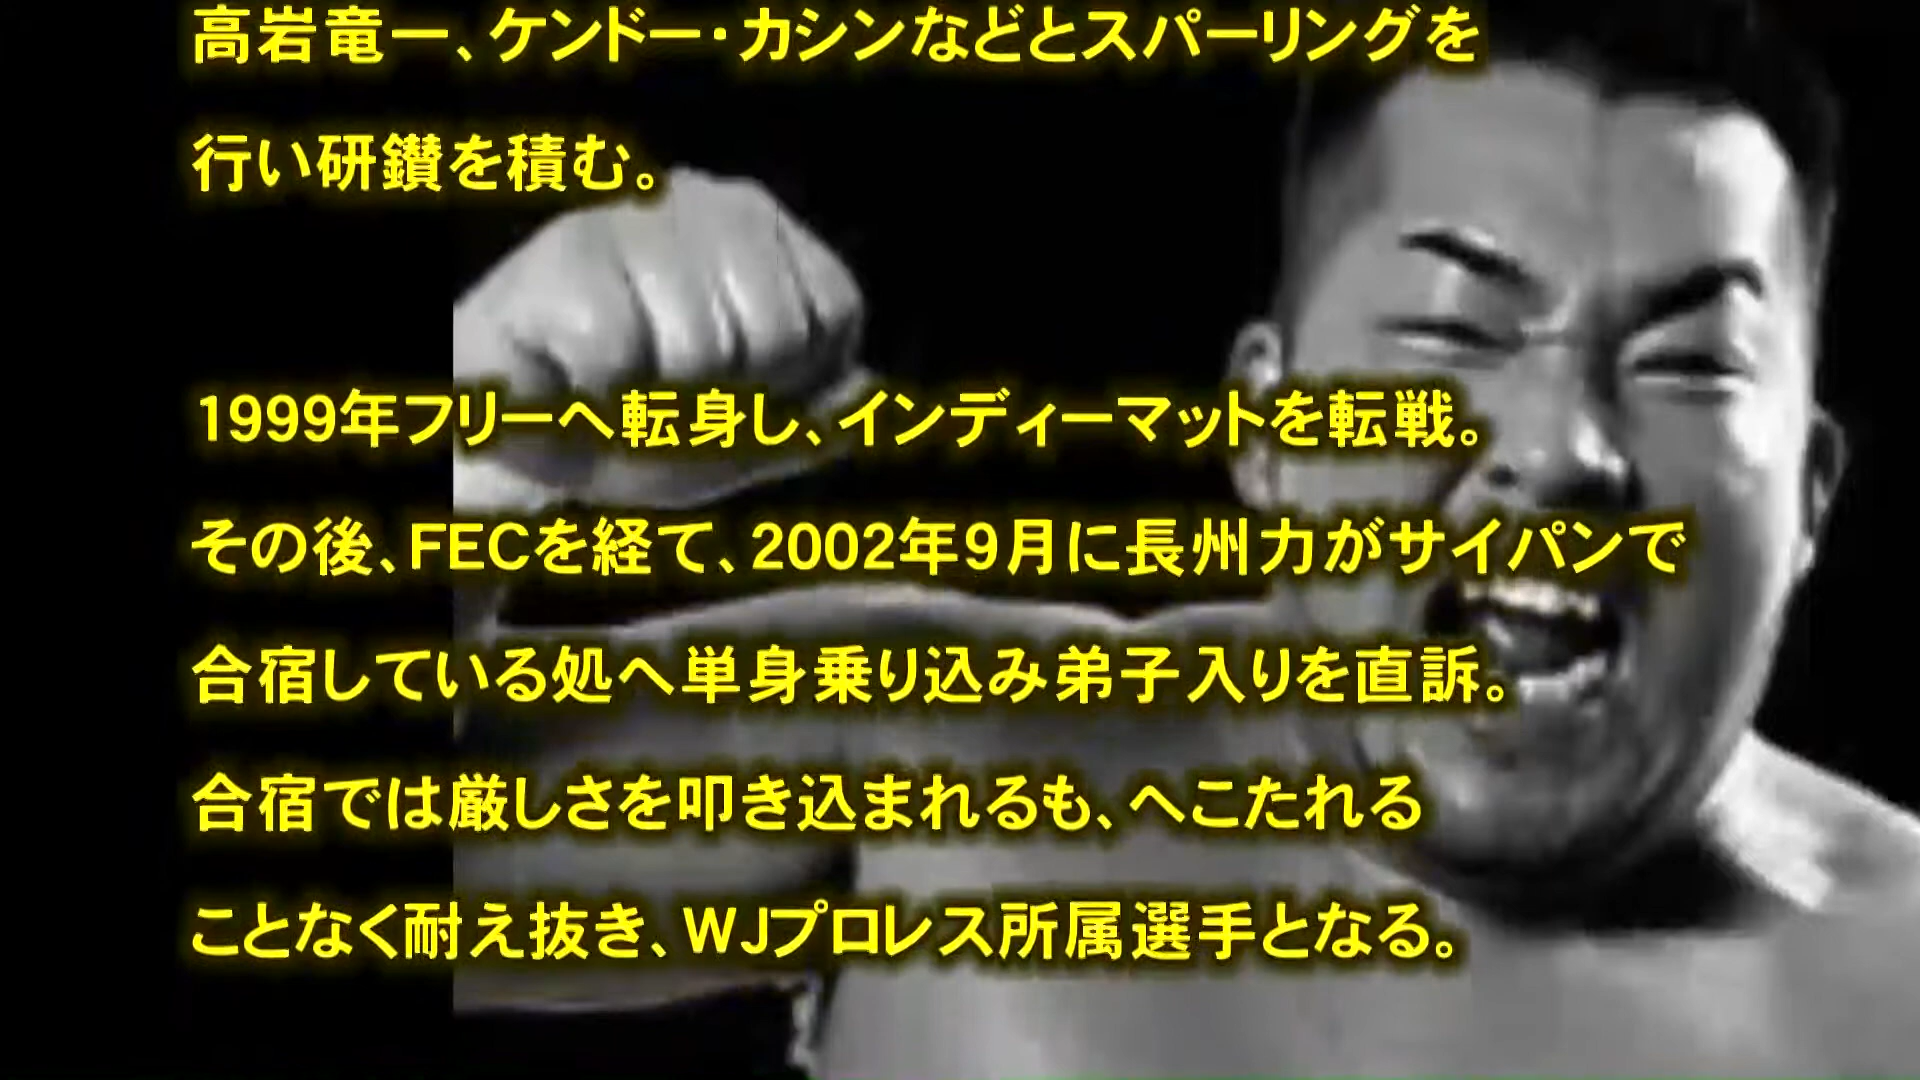 高岩竜一、ケンドー・カシンなどとスパーリングを
行い研鑚を積む。
1999年フリーへ転身し、インディーマットを転戦。
その後、FECを経て、2002年9月に長州力がサイパンで
合宿している処へ単身乗り込み弟子入りを直訴。
合宿では厳しさを叩き込まれるも、へこたれる
ことなく耐え抜き、WJプロレス所属選手となる。